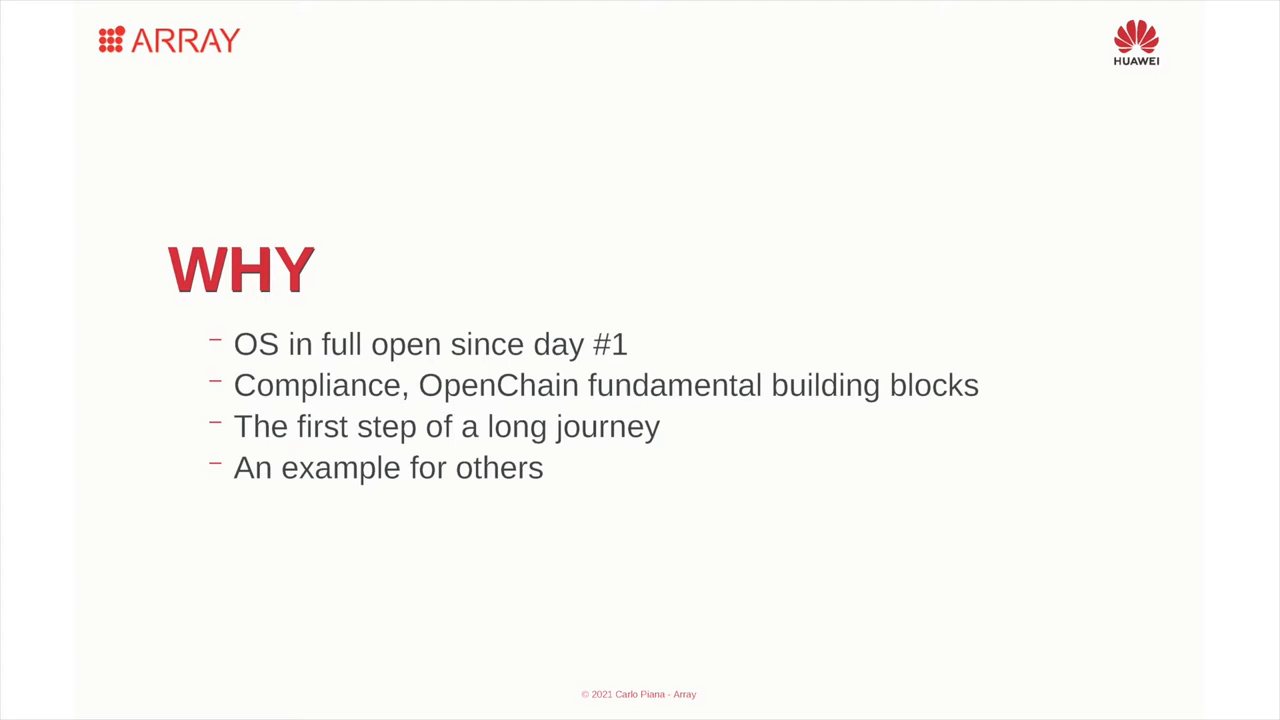 ARRAY
HUAWEI
WHY
– OS in full open since day #1
– Compliance, OpenChain fundamental building blocks
– The first step of a long journey
– An example for others
© 2021 Carlo Piana - Array